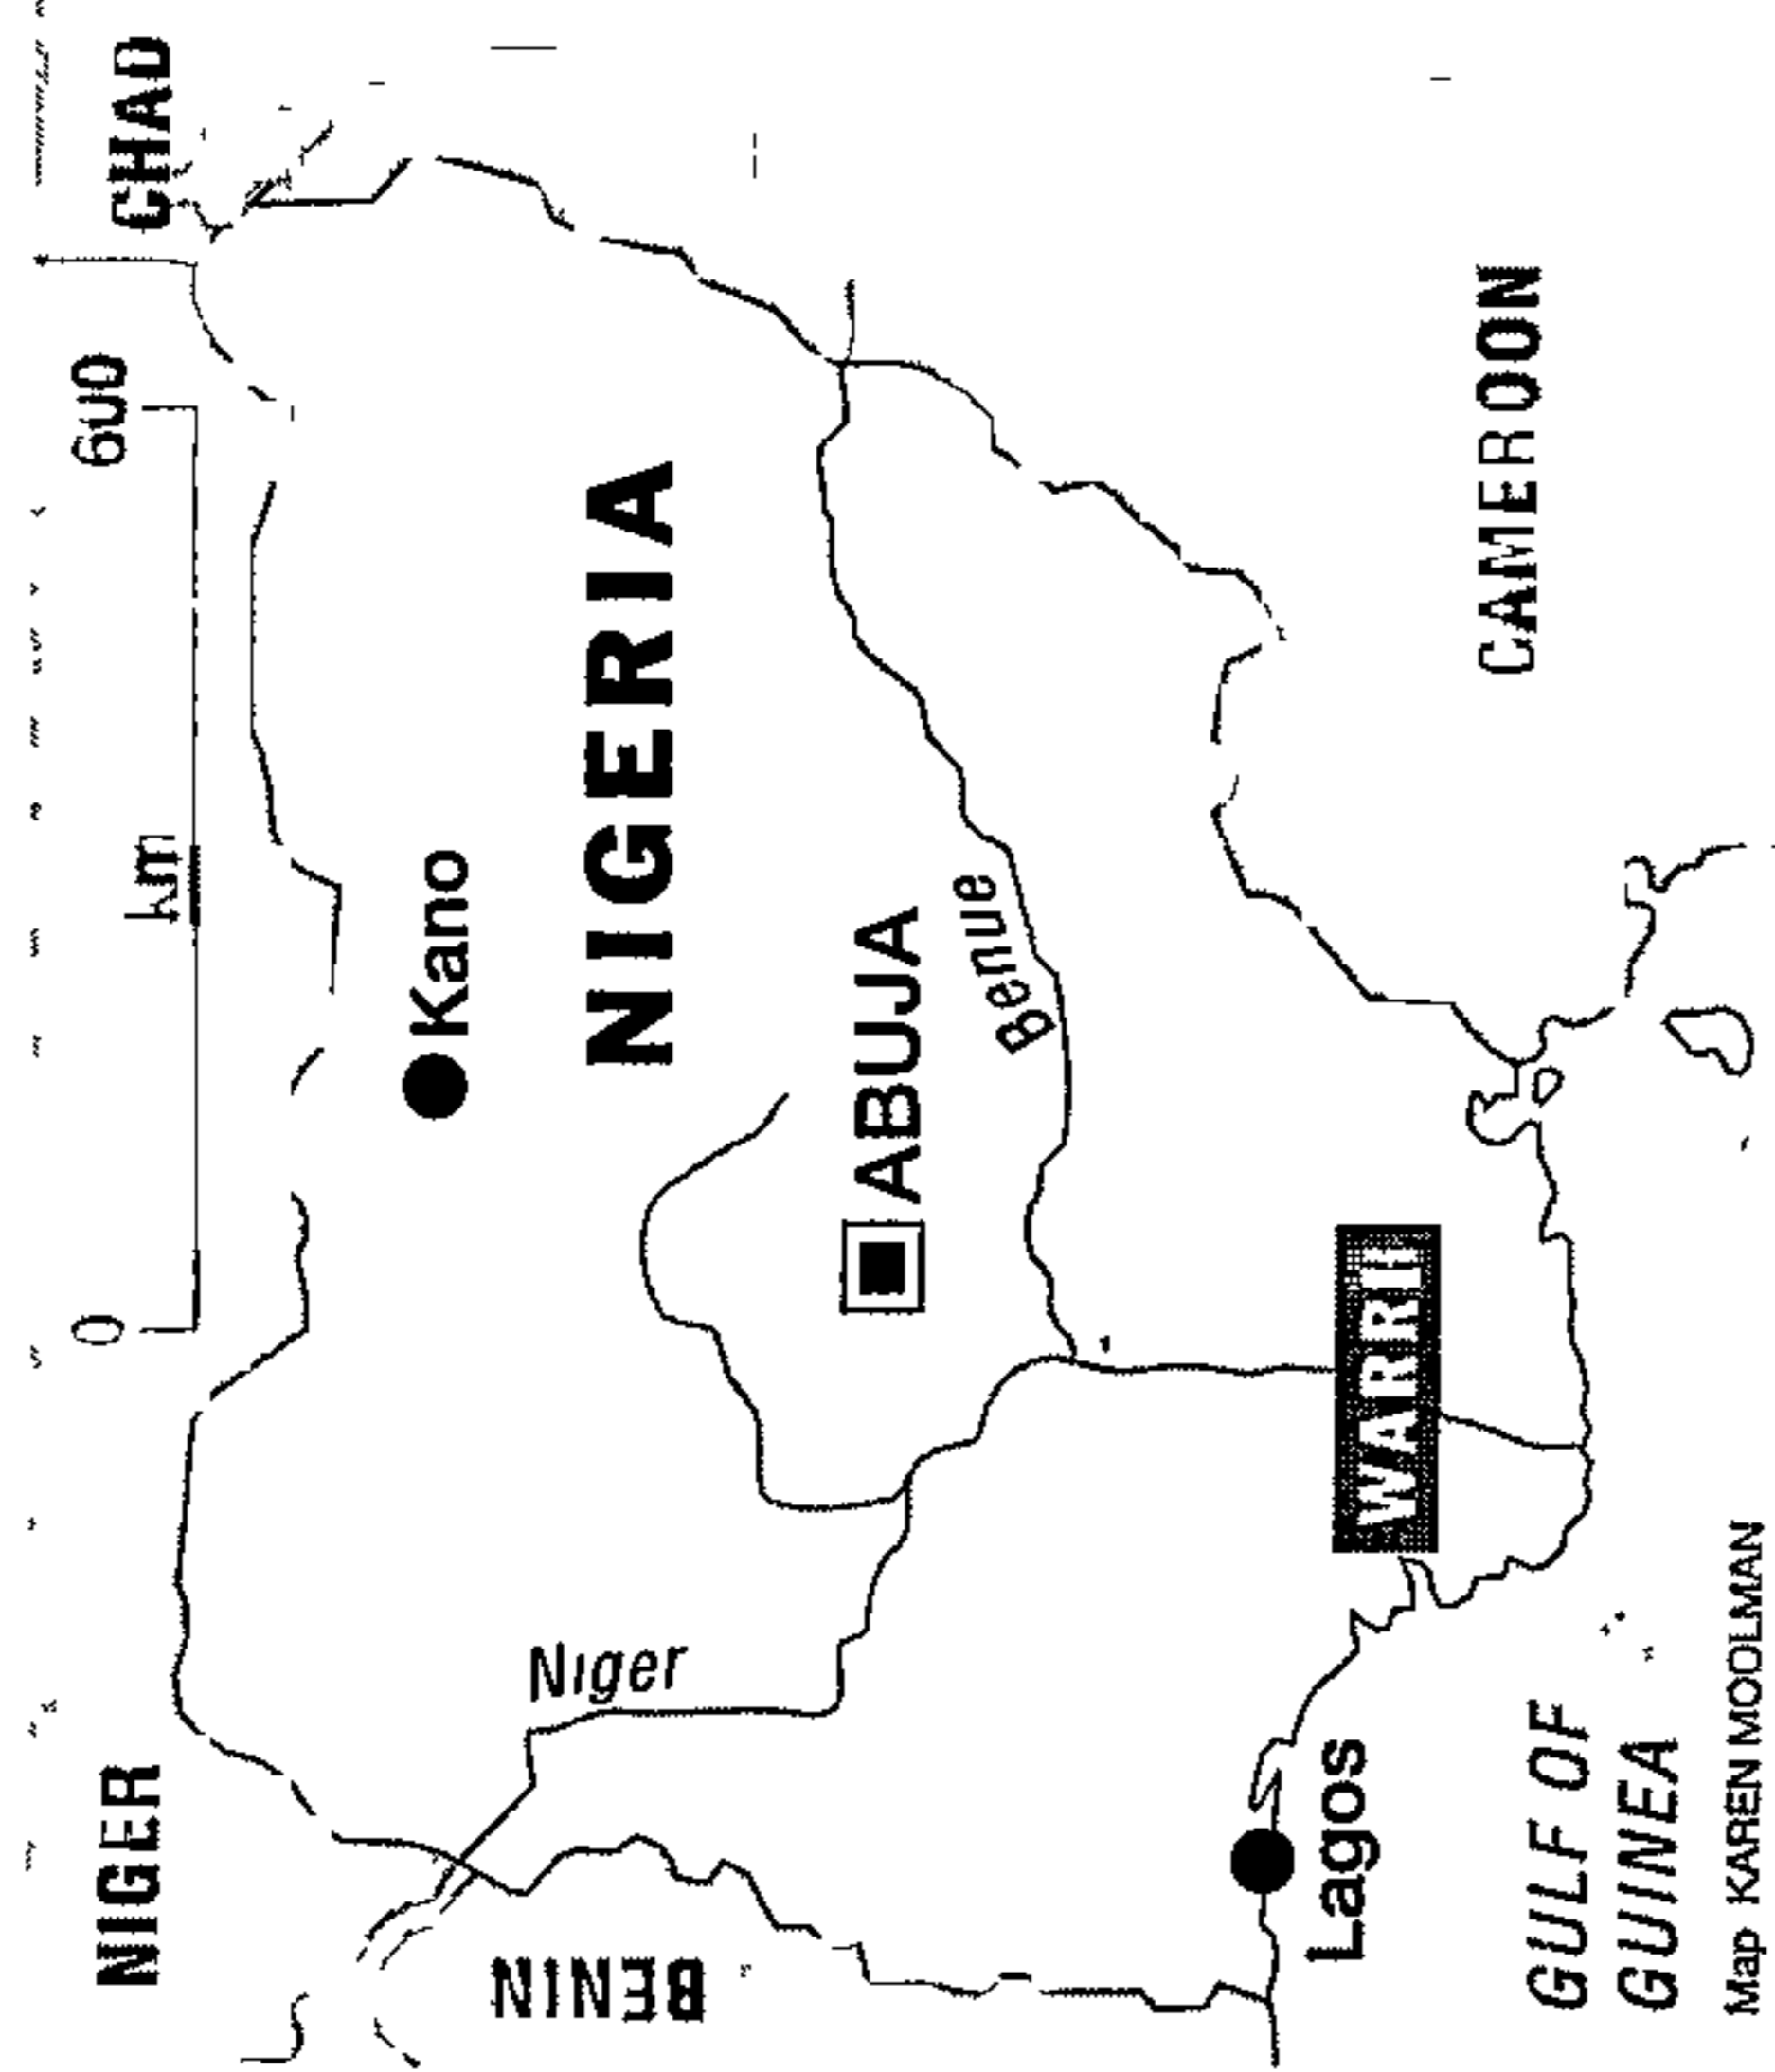 NIGER
CHAD
0 km 600
Kano
Niger
NIGERIA
BENIN
ABUJA
Benue
Lagos
WARRI
CAMEROON
GULF OF
GUINEA
Map KAREN MOOLMAN